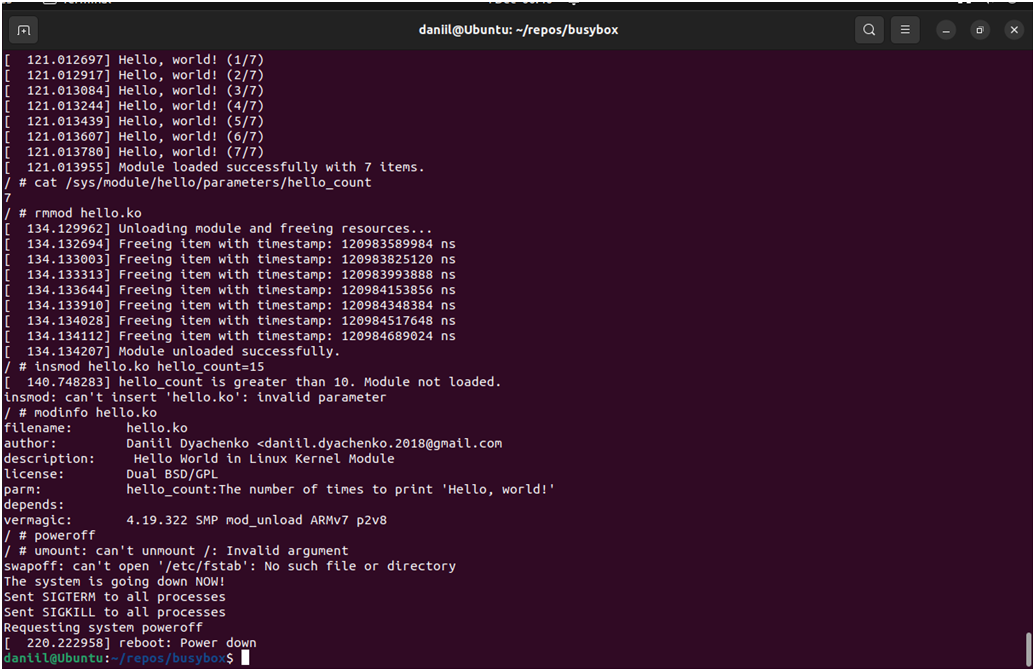 daniil@Ubuntu: ~/repos/busybox
[  121.012697] Hello, world! (1/7)
[  121.012917] Hello, world! (2/7)
[  121.013084] Hello, world! (3/7)
[  121.013244] Hello, world! (4/7)
[  121.013439] Hello, world! (5/7)
[  121.013607] Hello, world! (6/7)
[  121.013780] Hello, world! (7/7)
[  121.013955] Module loaded successfully with 7 items.
/ # cat /sys/module/hello/parameters/hello_count
7
/ # rmmod hello.ko
[  134.129962] Unloading module and freeing resources...
[  134.132694] Freeing item with timestamp: 120983589984 ns
[  134.133003] Freeing item with timestamp: 120983825120 ns
[  134.133313] Freeing item with timestamp: 120983993888 ns
[  134.133644] Freeing item with timestamp: 120984153856 ns
[  134.133910] Freeing item with timestamp: 120984348384 ns
[  134.134028] Freeing item with timestamp: 120984517648 ns
[  134.134112] Freeing item with timestamp: 120984689024 ns
[  134.134207] Module unloaded successfully.
/ # insmod hello.ko hello_count=15
[  140.748283] hello_count is greater than 10. Module not loaded.
insmod: can't insert 'hello.ko': invalid parameter
/ # modinfo hello.ko
filename:       hello.ko
author:         Daniil Dyachenko <daniil.dyachenko.2018@gmail.com
description:     Hello World in Linux Kernel Module
license:        Dual BSD/GPL
parm:           hello_count:The number of times to print 'Hello, world!'
depends:
vermagic:       4.19.322 SMP mod_unload ARMv7 p2v8
/ # poweroff
/ # umount: can't unmount /: Invalid argument
swapoff: can't open '/etc/fstab': No such file or directory
The system is going down NOW!
Sent SIGTERM to all processes
Sent SIGKILL to all processes
Requesting system poweroff
[  220.222958] reboot: Power down
daniil@Ubuntu:~/repos/busybox$